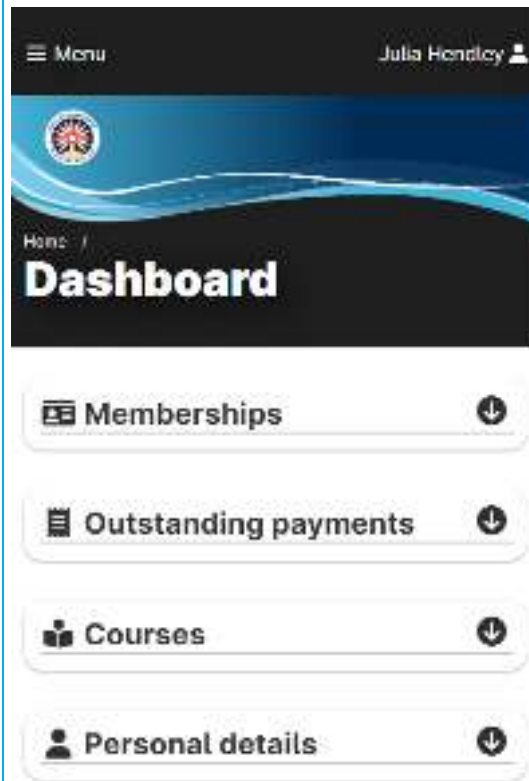 Menu
Julia Hendley
Home /
Dashboard
Memberships
Outstanding payments
Courses
Personal details